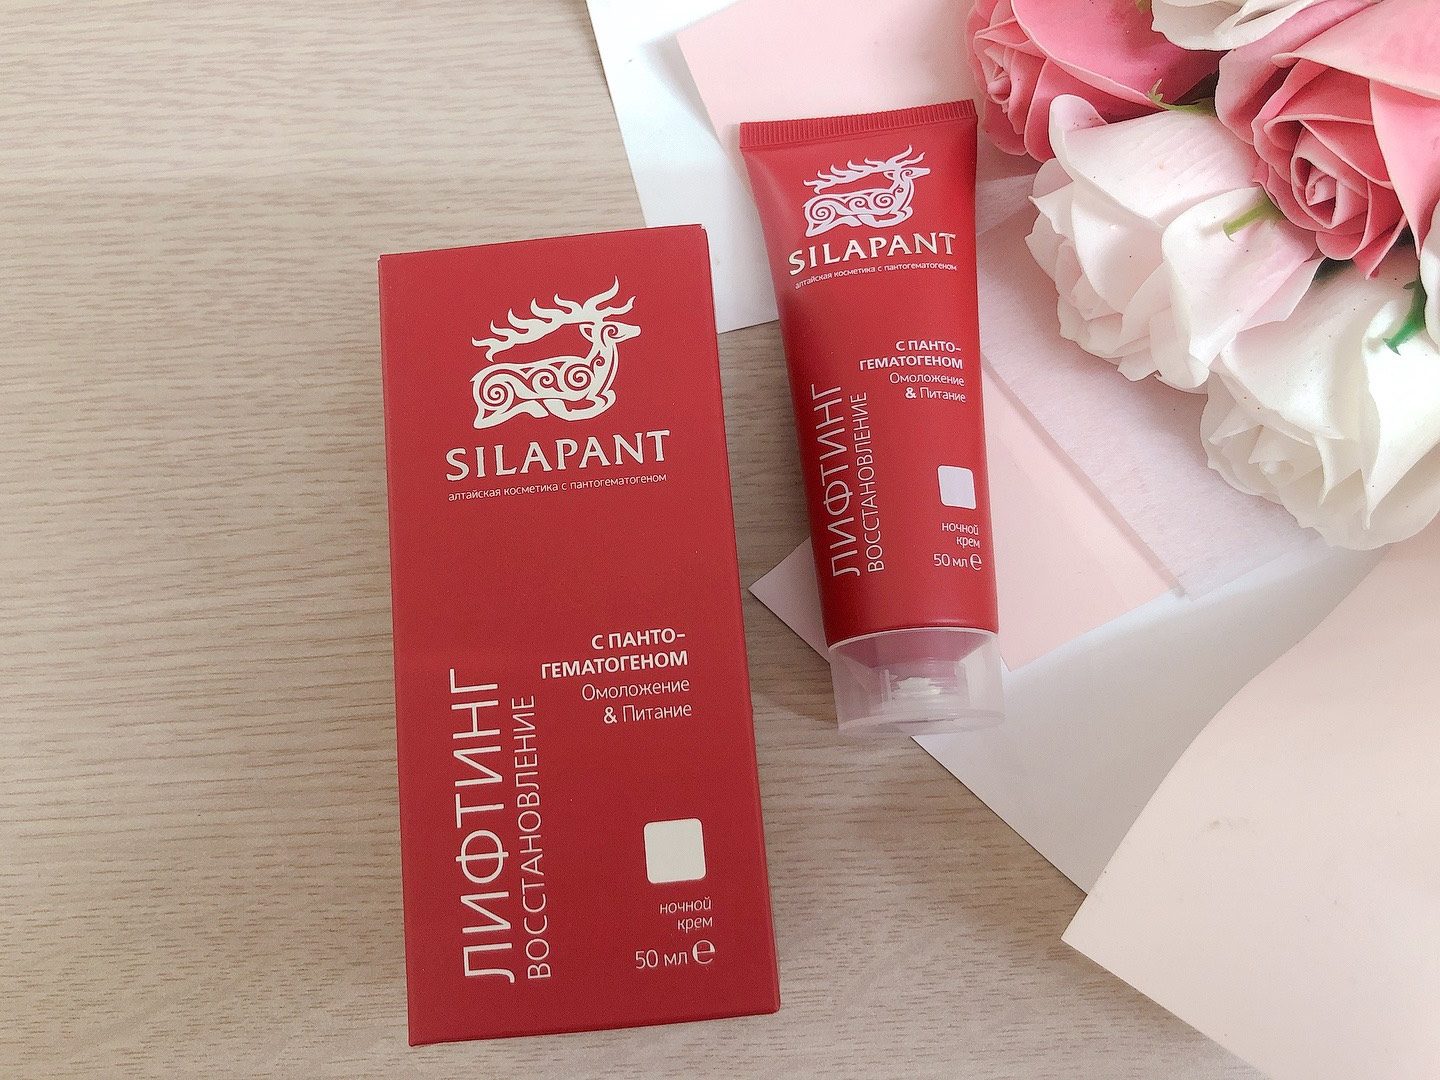 SILAPANT
алтайская косметика с пантогематогеном
С ПАНТО-
ГЕМАТОГЕНОМ
Омоложение
& Питание
ЛИФТИНГ
ВОССТАНОВЛЕНИЕ
ночной
крем
50 мл ℮
SILAPANT
алтайская косметика с пантогематогеном
С ПАНТО-
ГЕМАТОГЕНОМ
Омоложение
& Питание
ЛИФТИНГ
ВОССТАНОВЛЕНИЕ
ночной
крем
50 мл ℮